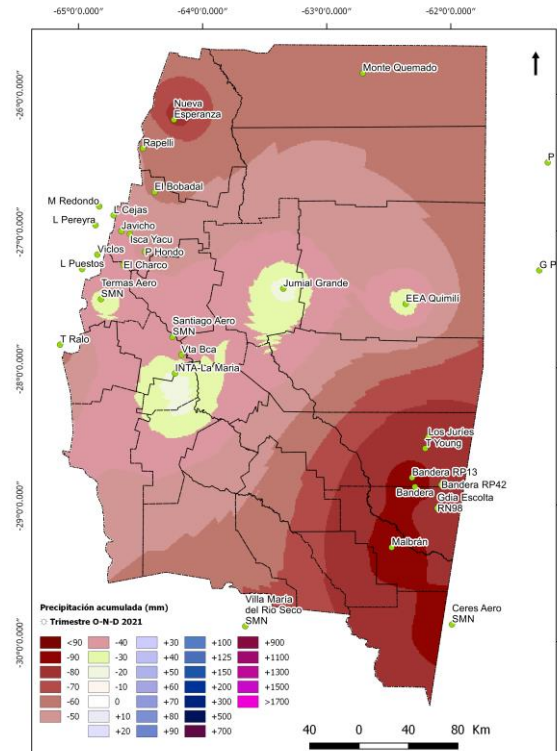 -65°0'0.000"
-64°0'0.000"
-63°0'0.000"
-62°0'0.000"
-26°0'0.000"
-27°0'0.000"
-28°0'0.000"
-29°0'0.000"
-30°0'0.000"
Monte Quemado
Nueva
Esperanza
Rapelli
P
El Bobadal
M Redondo
L Cejas
L Pereyra
Javicho
Isca Yacu
Viclos
P Hondo
L Puestos
El Charco
G P
Termas Aero
SMN
Jumial Grande
EEA Quimilí
Santiago Aero
SMN
T Ralo
Vta Bca
INTA-La Maria
Los Juríes
T Young
Bandera RP13
Bandera RP42
Bandera
Gdia Escolta
RN98
Malbrán
Villa María
del Rio Seco
SMN
Ceres Aero
SMN
Precipitación acumulada (mm)
Trimestre O-N-D 2021
<90
-90
-80
-70
-60
-50
-40
-30
-20
-10
0
+10
+20
+30
+40
+50
+60
+70
+80
+90
+100
+125
+150
+200
+300
+500
+700
+900
+1100
+1300
+1500
>1700
40 0 40 80 Km